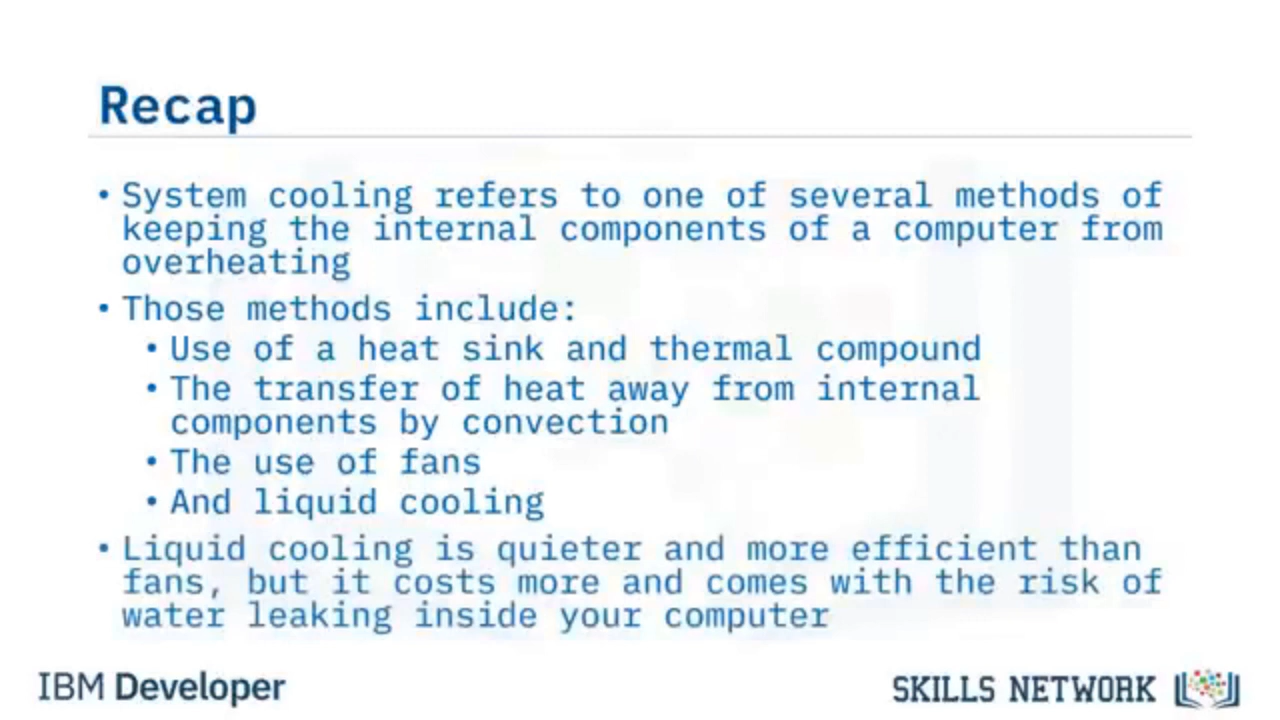 Recap
• System cooling refers to one of several methods of
keeping the internal components of a computer from
overheating
• Those methods include:
• Use of a heat sink and thermal compound
• The transfer of heat away from internal
components by convection
• The use of fans
• And liquid cooling
• Liquid cooling is quieter and more efficient than
fans, but it costs more and comes with the risk of
water leaking inside your computer
IBM Developer
SKILLS NETWORK